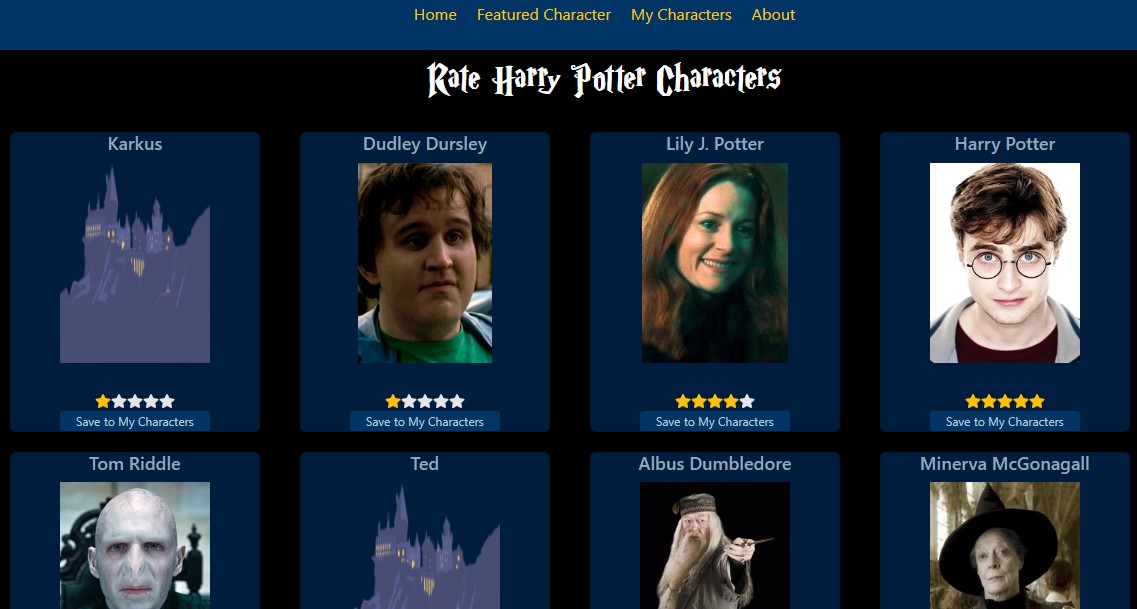 Home Featured Character My Characters About
Rate Harry Potter Characters
Karkus Dudley Dursley Lily J. Potter Harry Potter
Save to My Characters Save to My Characters Save to My Characters Save to My Characters
Tom Riddle Ted Albus Dumbledore Minerva McGonagall